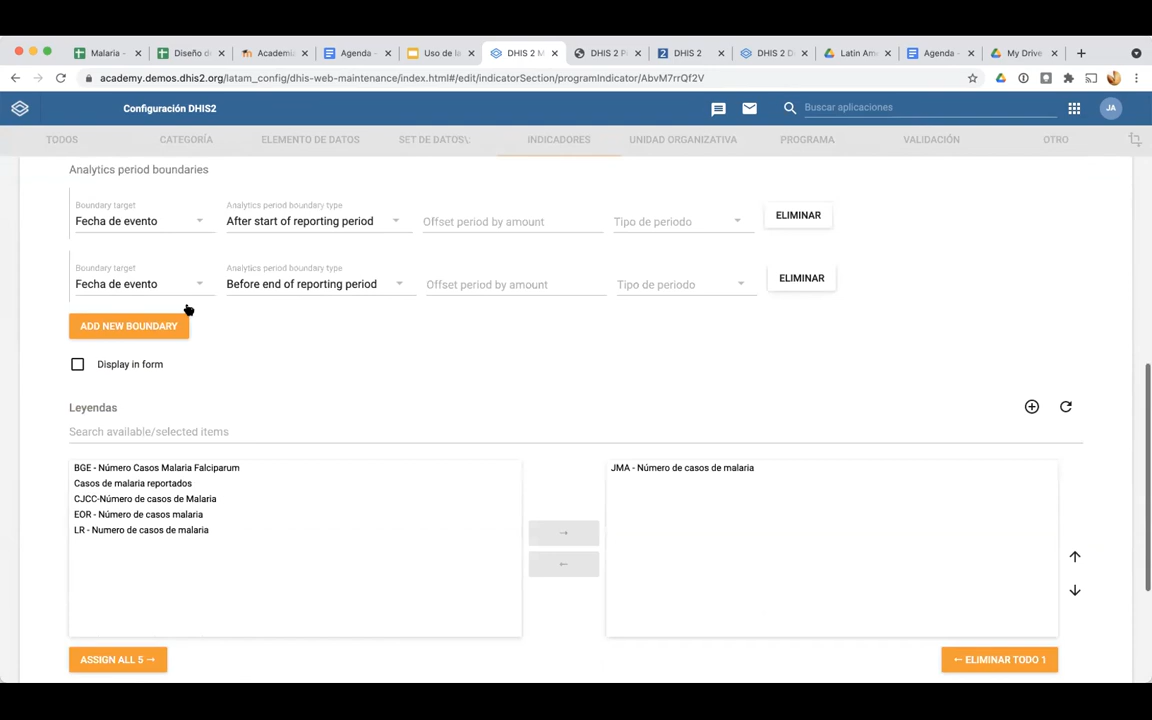 Malaria -
Diseño de
Academia
Agenda -
Uso de la
DHIS 2 M
DHIS 2 P
DHIS 2
DHIS 2 D
Latin Am
Agenda -
My Drive
academy.demos.dhis2.org/latam_config/dhis-web-maintenance/index.html#/edit/indicatorSection/programIndicator/AbvM7rrQf2V
Configuración DHIS2
Buscar aplicaciones
JA
TODOS
CATEGORÍA
ELEMENTO DE DATOS
SET DE DATOS\;
INDICADORES
UNIDAD ORGANIZATIVA
PROGRAMA
VALIDACIÓN
OTRO
Analytics period boundaries
Boundary target
Analytics period boundary type
Fecha de evento
After start of reporting period
Offset period by amount
Tipo de periodo
ELIMINAR
Boundary target
Analytics period boundary type
Fecha de evento
Before end of reporting period
Offset period by amount
Tipo de periodo
ELIMINAR
ADD NEW BOUNDARY
Display in form
Leyendas
Search available/selected items
BGE - Número Casos Malaria Falciparum
Casos de malaria reportados
CJCC-Número de casos de Malaria
EOR - Número de casos malaria
LR - Numero de casos de malaria
JMA - Número de casos de malaria
ASSIGN ALL 5 →
← ELIMINAR TODO 1